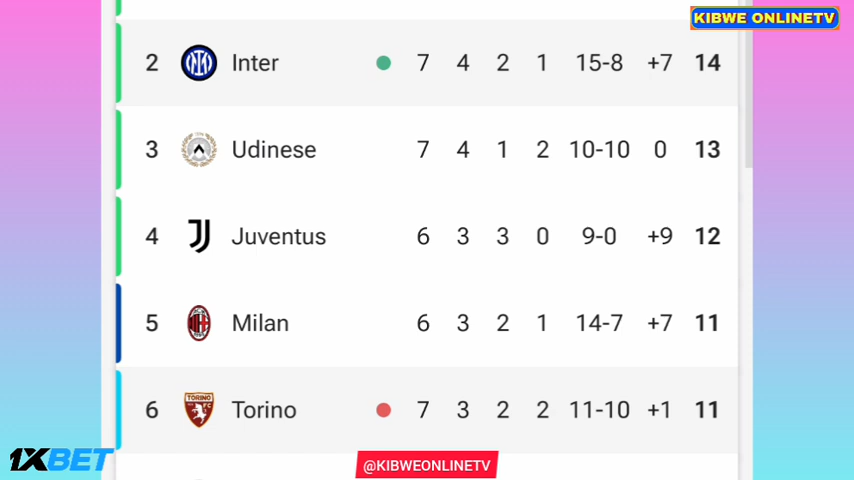 KIBWE ONLINETV
2 Inter 7 4 2 1 15-8 +7 14
3 Udinese 7 4 1 2 10-10 0 13
4 Juventus 6 3 3 0 9-0 +9 12
5 Milan 6 3 2 1 14-7 +7 11
TORINO
6 Torino 7 3 2 2 11-10 +1 11
1XBET
@KIBWEONLINETV